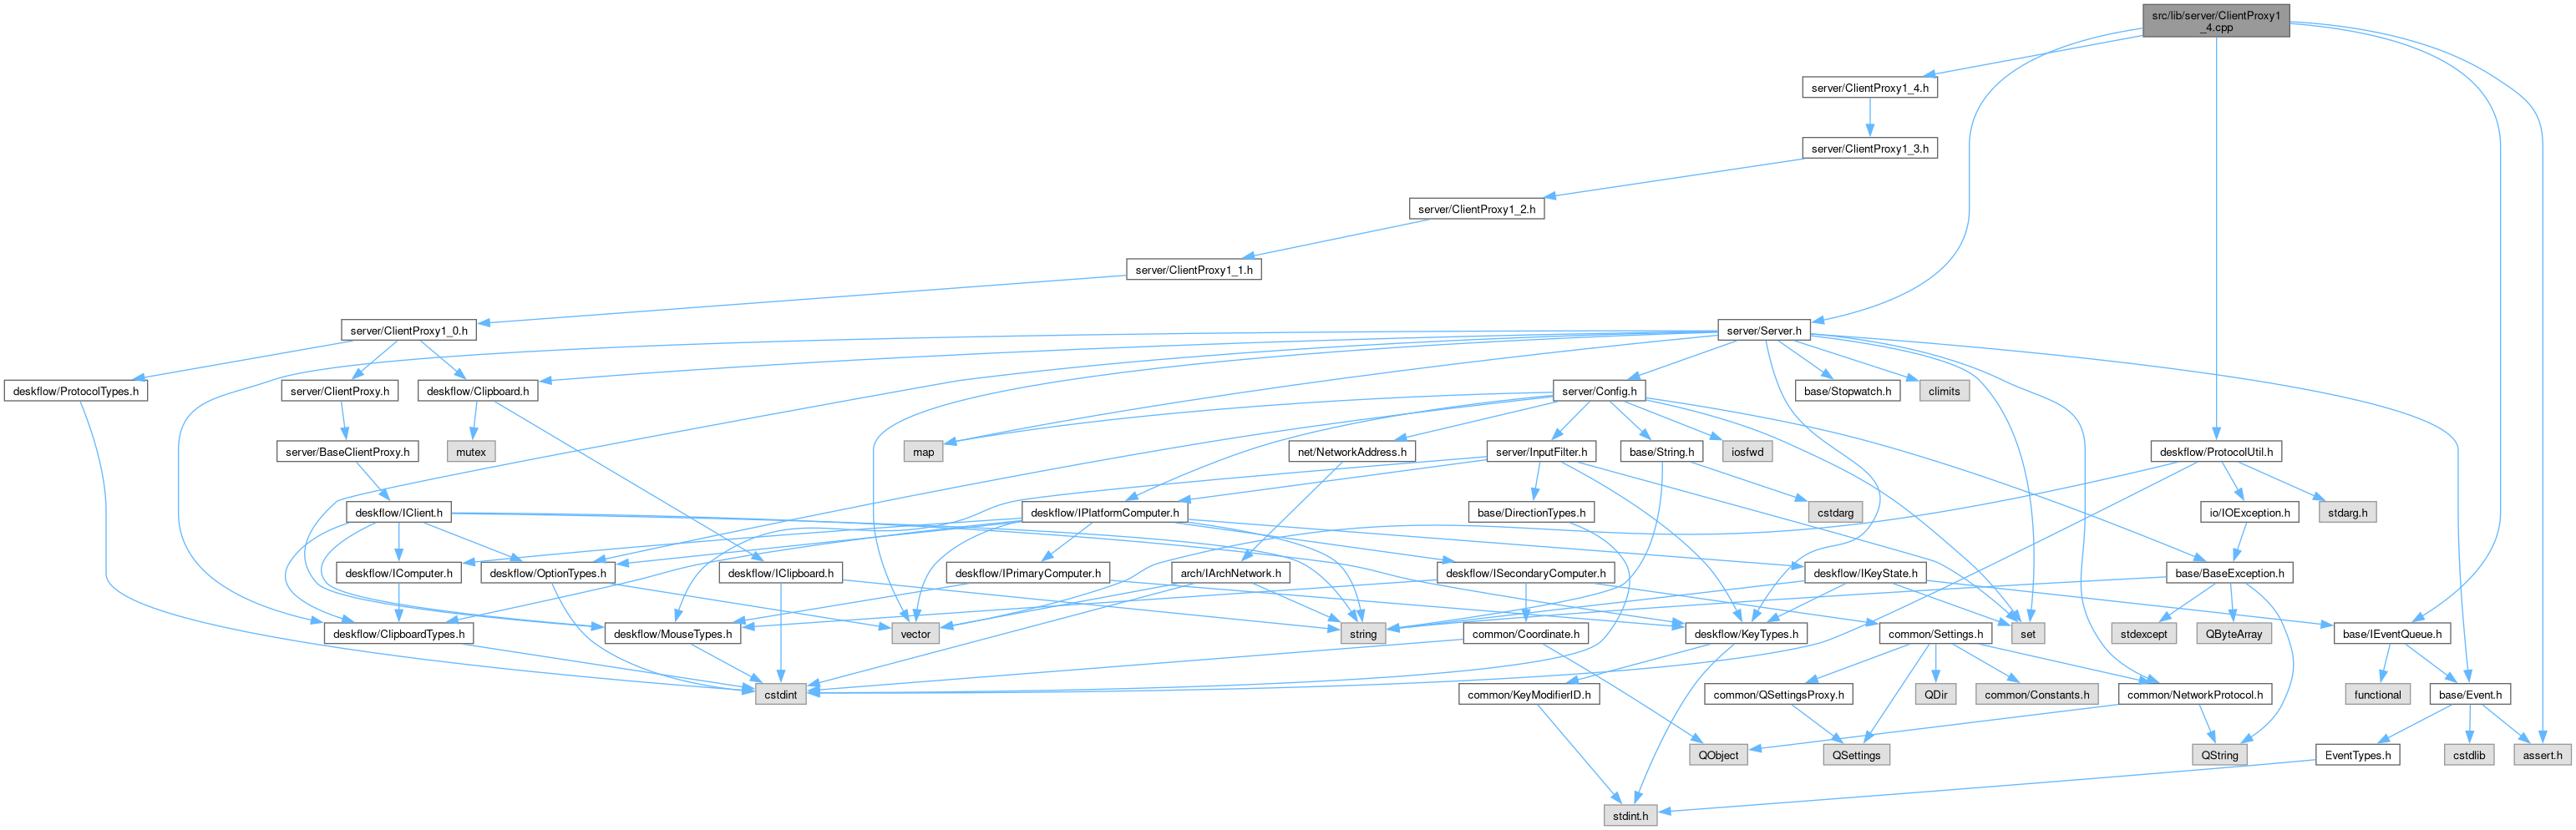 src/lib/server/ClientProxy1
_4.cpp
server/ClientProxy1_4.h
server/ClientProxy1_3.h
server/ClientProxy1_2.h
server/ClientProxy1_1.h
server/ClientProxy1_0.h
server/Server.h
deskflow/ProtocolTypes.h
server/ClientProxy.h
deskflow/Clipboard.h
server/Config.h
base/Stopwatch.h
climits
mutex
server/BaseClientProxy.h
map
net/NetworkAddress.h
server/InputFilter.h
base/String.h
iosfwd
deskflow/ProtocolUtil.h
deskflow/IClient.h
deskflow/IPlatformComputer.h
base/DirectionTypes.h
cstdarg
io/IOException.h
stdarg.h
deskflow/IComputer.h
deskflow/OptionTypes.h
deskflow/IClipboard.h
deskflow/IPrimaryComputer.h
arch/IArchNetwork.h
deskflow/ISecondaryComputer.h
deskflow/IKeyState.h
base/BaseException.h
deskflow/ClipboardTypes.h
deskflow/MouseTypes.h
vector
string
common/Coordinate.h
deskflow/KeyTypes.h
common/Settings.h
set
stdexcept
QByteArray
base/IEventQueue.h
cstdint
common/KeyModifierID.h
common/QSettingsProxy.h
QDir
common/Constants.h
common/NetworkProtocol.h
functional
base/Event.h
QObject
QSettings
QString
EventTypes.h
cstdlib
assert.h
stdint.h